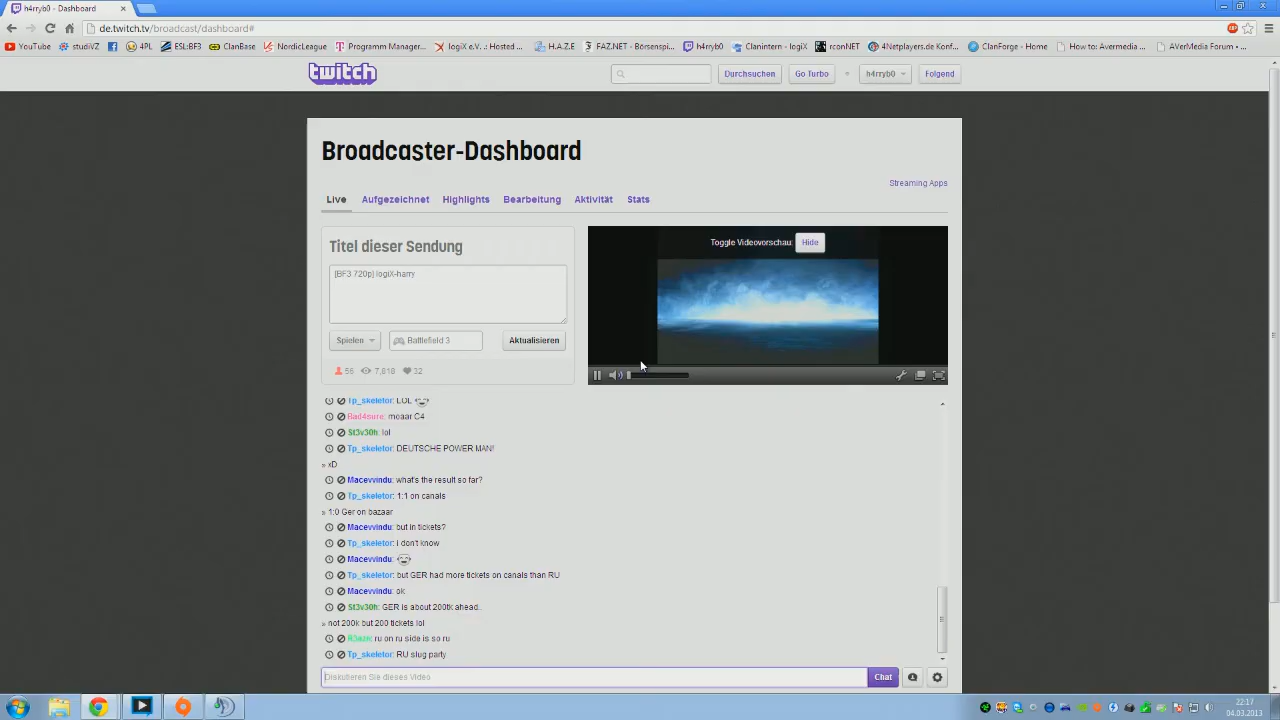 h4rryb0 - Twitch
de.twitch.tv/broadcast/dashboard#
YouTube studiVZ 4PL ESL:BF3 ClanBase NordicLeague Programm Manager... logiX e.V.: Hosted ... H.A.Z.E FAZ.NET - Börsenspi... h4rryb0 Clanintern - logiX rconNET 4Netplayers.de Konf... ClanForge - Home How to: Avermedia ... AVerMedia Forum - ...
twitch
Durchsuchen Go Turbo h4rryb0 Folgend
Broadcaster-Dashboard
Streaming Apps
Live Aufgezeichnet Highlights Bearbeitung Aktivität Stats
Titel dieser Sendung
[BF3 720p] logiX-harry
Spielen Battlefield 3 Aktualisieren
56 7,818 32
Toggle Videovorschau: Hide
Tp_skeletor: LOL
Bad4sure: moaar C4
St3v30h: lol
Tp_skeletor: DEUTSCHE POWER MAN!
» xD
Macevvindu: what's the result so far?
Tp_skeletor: 1:1 on canals
» 1:0 Ger on bazaar
Macevvindu: but in tickets?
Tp_skeletor: i don't know
Macevvindu:
Tp_skeletor: but GER had more tickets on canals than RU
Macevvindu: ok
St3v30h: GER is about 200tk ahead..
» not 200k but 200 tickets lol
ru on ru side is so ru
Tp_skeletor: RU slug party
Diskutieren Sie dieses Video Chat
22:17
04.03.2013